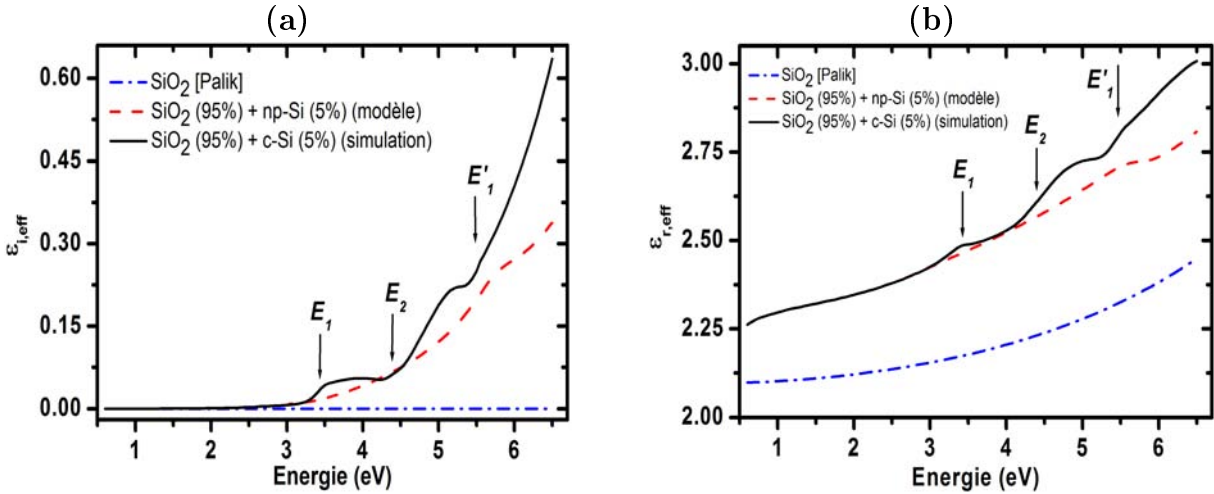 (a)
0.60
0.45
0.30
0.15
0.00
ε i,eff
SiO2 [Palik]
SiO2 (95%) + np-Si (5%) (modèle)
SiO2 (95%) + c-Si (5%) (simulation)
E1
E2
E'1
1 2 3 4 5 6
Energie (eV)
(b)
3.00
2.75
2.50
2.25
2.00
ε r,eff
SiO2 [Palik]
SiO2 (95%) + np-Si (5%) (modèle)
SiO2 (95%) + c-Si (5%) (simulation)
E1
E2
E'1
1 2 3 4 5 6
Energie (eV)